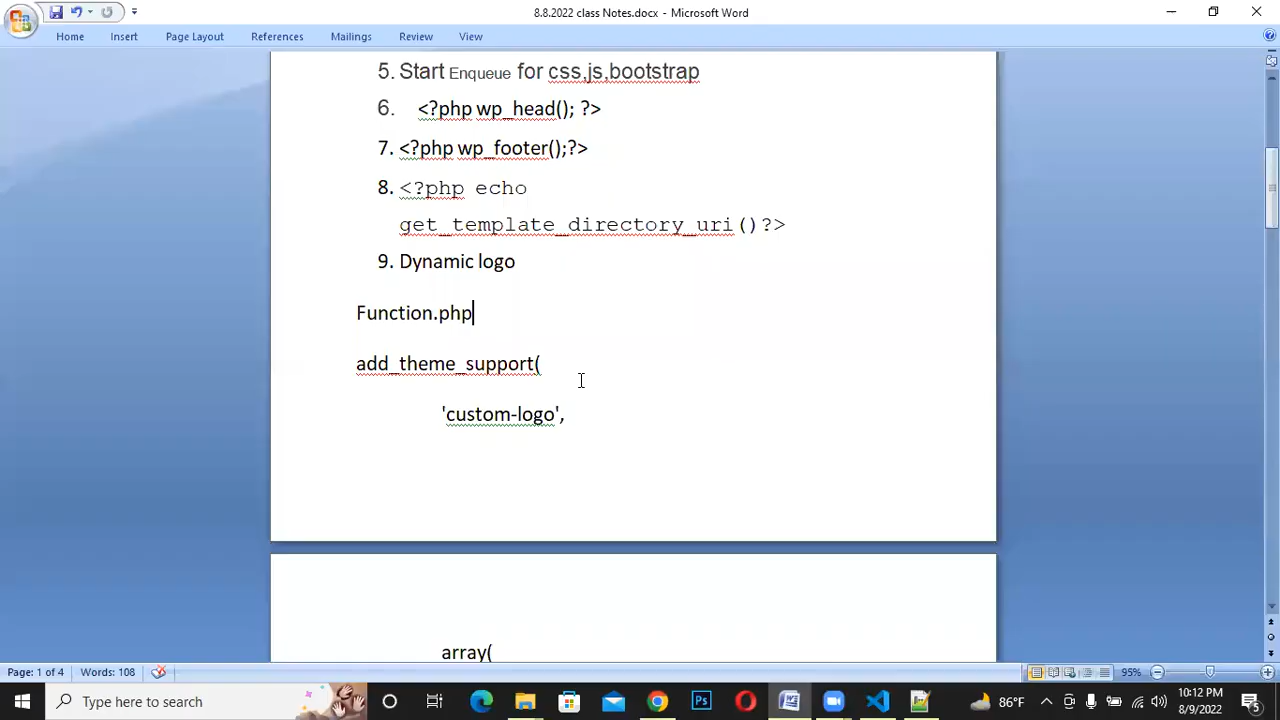 8.8.2022 class Notes.docx - Microsoft Word
Home Insert Page Layout References Mailings Review View
5. Start Enqueue for css,js,bootstrap
6. <?php wp_head(); ?>
7. <?php wp_footer();?>
8. <?php echo
get_template_directory_uri()?>
9. Dynamic logo
Function.php
add_theme_support(
'custom-logo',
array(
Page: 1 of 4 Words: 108 95%
Type here to search 86°F 10:12 PM
8/9/2022 5